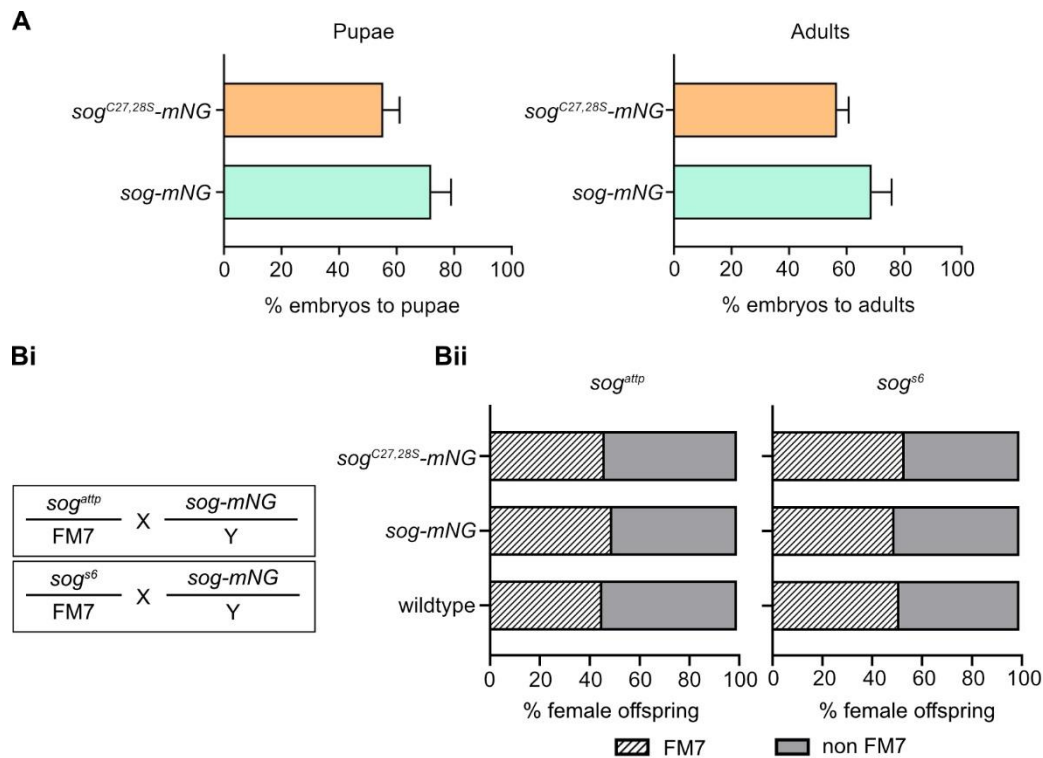 A
Pupae
Adults
sog^C27,28S-mNG
sog-mNG
0 20 40 60 80 100
% embryos to pupae
sog^C27,28S-mNG
sog-mNG
0 20 40 60 80 100
% embryos to adults
Bi
sog^attp
FM7
X
sog-mNG
Y
sog^s6
FM7
X
sog-mNG
Y
Bii
sog^attp
sog^s6
sog^C27,28S-mNG
sog-mNG
wildtype
0 20 40 60 80 100
0 20 40 60 80 100
% female offspring
% female offspring
FM7
non FM7